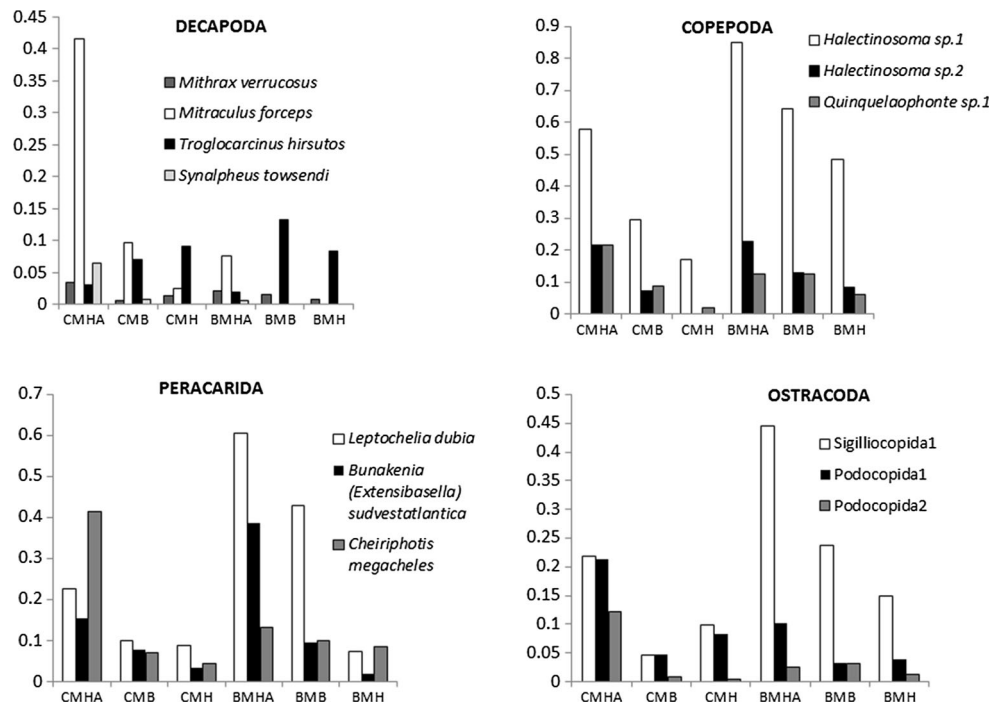 DECAPODA
0.45
0.4
0.35
0.3
0.25
0.2
0.15
0.1
0.05
0
Mithrax verrucosus
Mitraculus forceps
Troglocarcinus hirsutos
Synalpheus towsendi
CMHA CMB CMH BMHA BMB BMH
COPEPODA
0.9
0.8
0.7
0.6
0.5
0.4
0.3
0.2
0.1
0
Halectinosoma sp.1
Halectinosoma sp.2
Quinquelaophonte sp.1
CMHA CMB CMH BMHA BMB BMH
PERACARIDA
0.7
0.6
0.5
0.4
0.3
0.2
0.1
0
Leptochelia dubia
Bunakenia
(Extensibasella)
sudvestatlantica
Cheiriphotis
megacheles
CMHA CMB CMH BMHA BMB BMH
OSTRACODA
0.5
0.45
0.4
0.35
0.3
0.25
0.2
0.15
0.1
0.05
0
Sigilliocopida1
Podocopida1
Podocopida2
CMHA CMB CMH BMHA BMB BMH